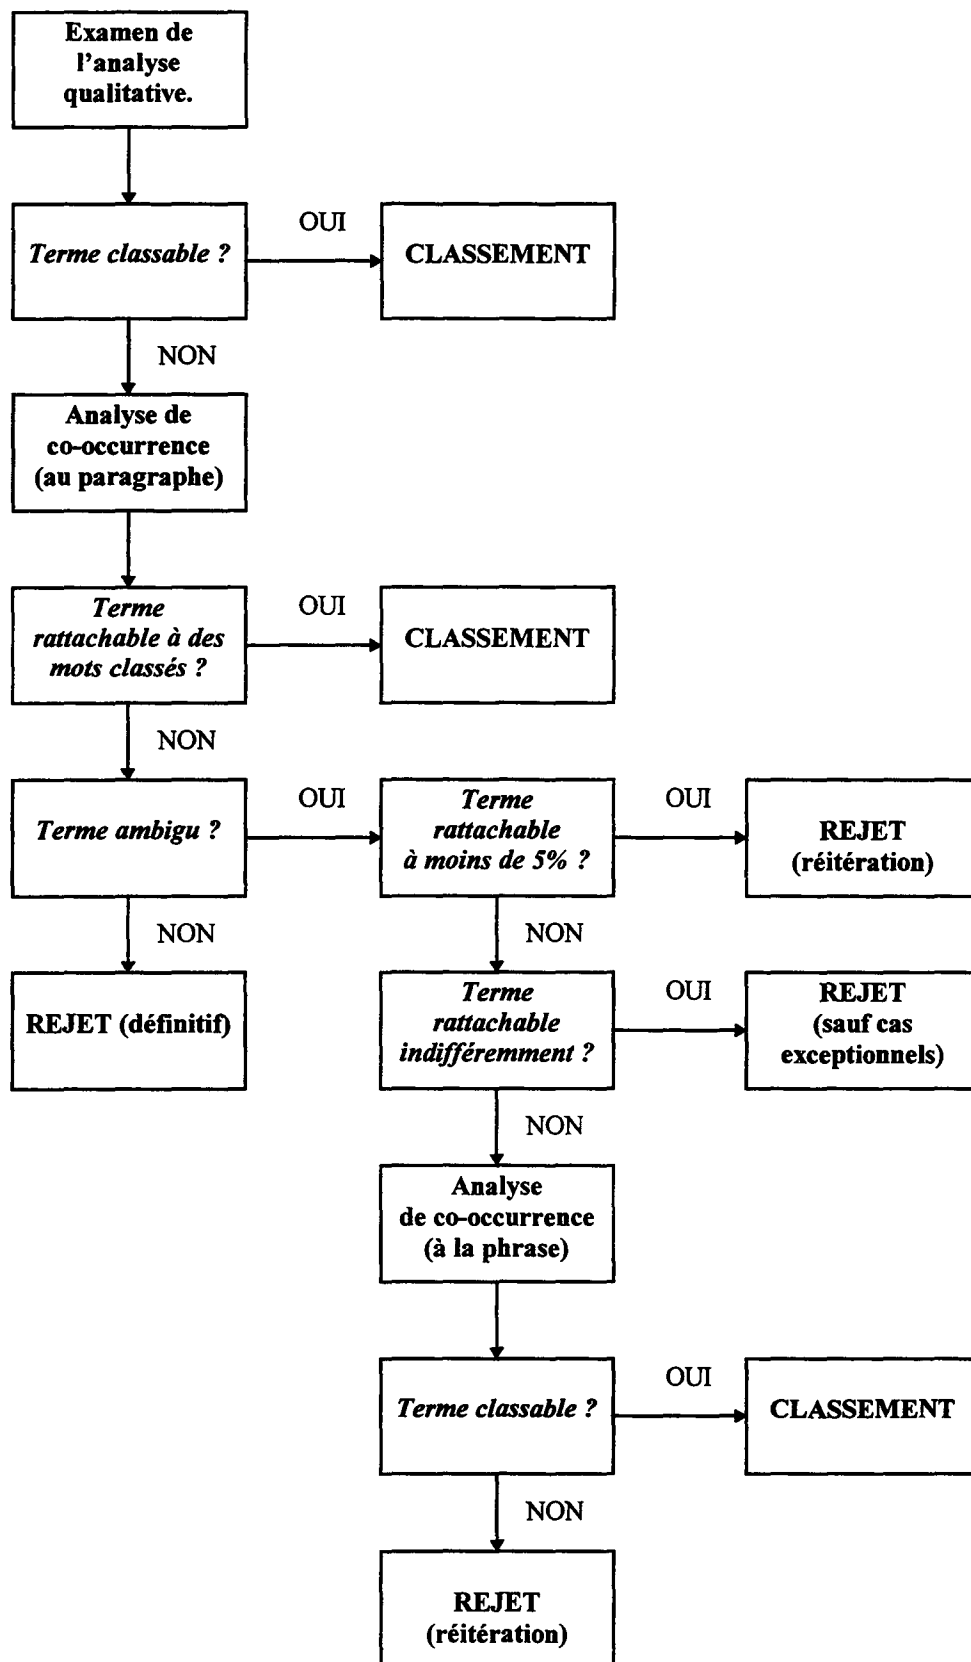 Examen de
l'analyse
qualitative.
OUI
Terme classable ?
CLASSEMENT
NON
Analyse de
co-occurrence
(au paragraphe)
Terme
rattachable à des
mots classés ?
OUI
CLASSEMENT
NON
Terme ambigu ?
OUI
Terme
rattachable
à moins de 5% ?
OUI
REJET
(réitération)
NON
NON
REJET (définitif)
Terme
rattachable
indifféremment ?
OUI
REJET
(sauf cas
exceptionnels)
NON
Analyse
de co-occurrence
(à la phrase)
Terme classable ?
OUI
CLASSEMENT
NON
REJET
(réitération)